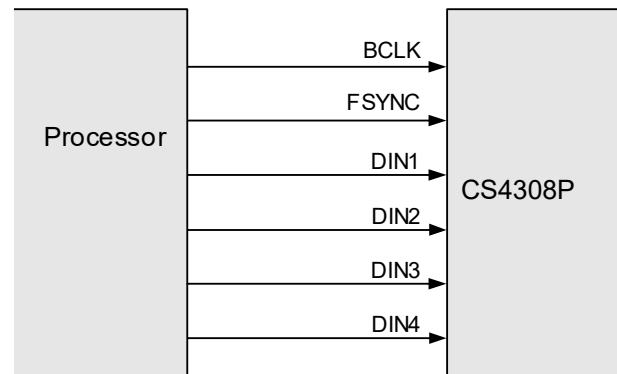 BCLK
FSYNC
Processor
DIN1
CS4308P
DIN2
DIN3
DIN4